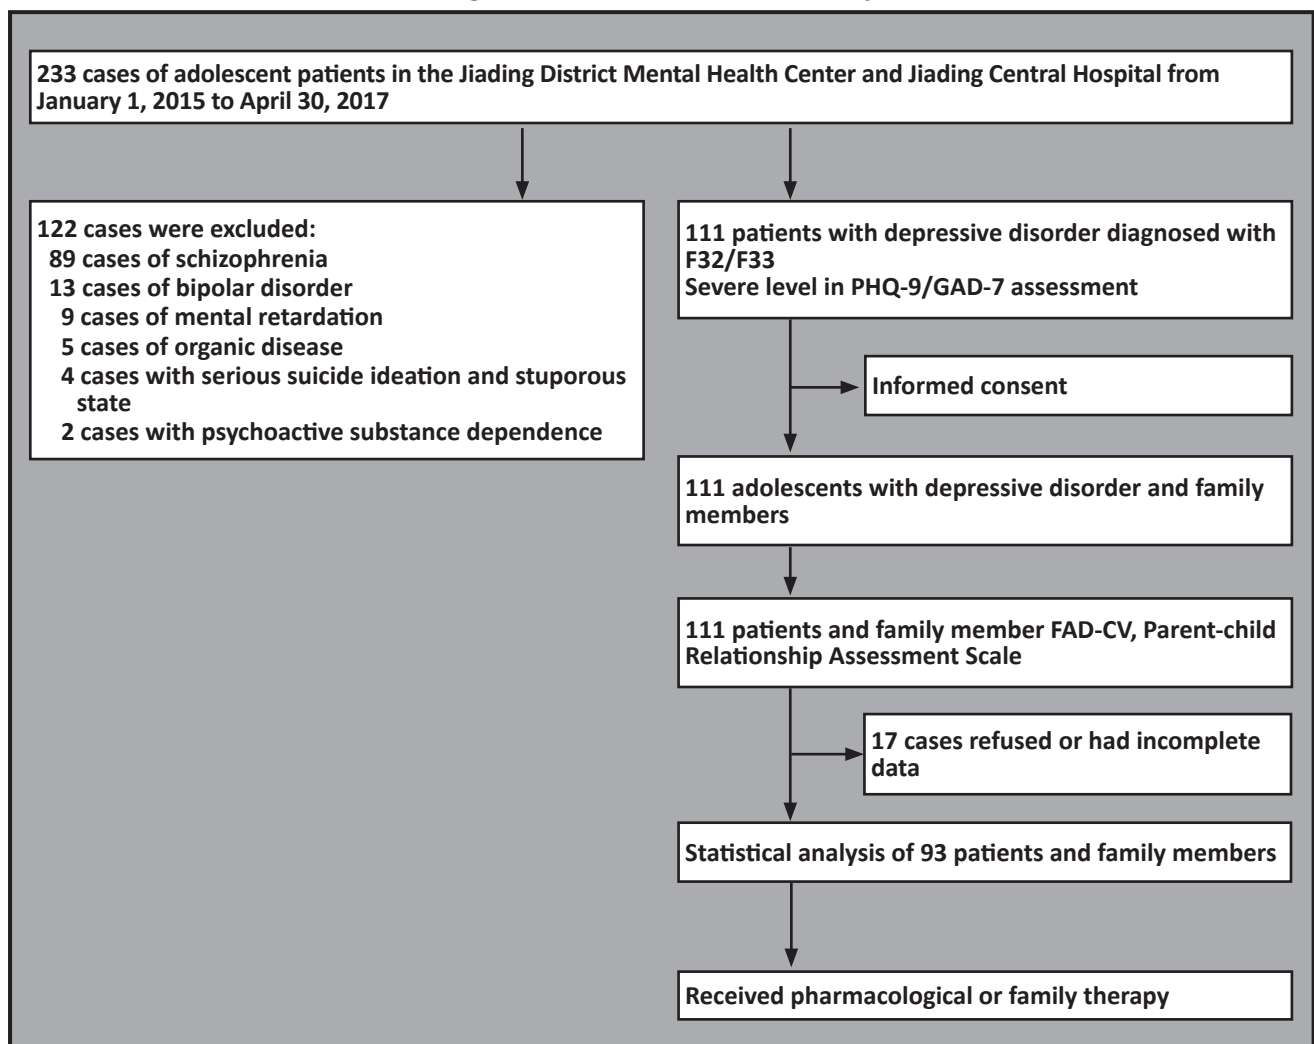 233 cases of adolescent patients in the Jiading District Mental Health Center and Jiading Central Hospital from
January 1, 2015 to April 30, 2017
122 cases were excluded:
89 cases of schizophrenia
13 cases of bipolar disorder
9 cases of mental retardation
5 cases of organic disease
4 cases with serious suicide ideation and stuporous
state
2 cases with psychoactive substance dependence
111 patients with depressive disorder diagnosed with
F32/F33
Severe level in PHQ-9/GAD-7 assessment
Informed consent
111 adolescents with depressive disorder and family
members
111 patients and family member FAD-CV, Parent-child
Relationship Assessment Scale
17 cases refused or had incomplete
data
Statistical analysis of 93 patients and family members
Received pharmacological or family therapy